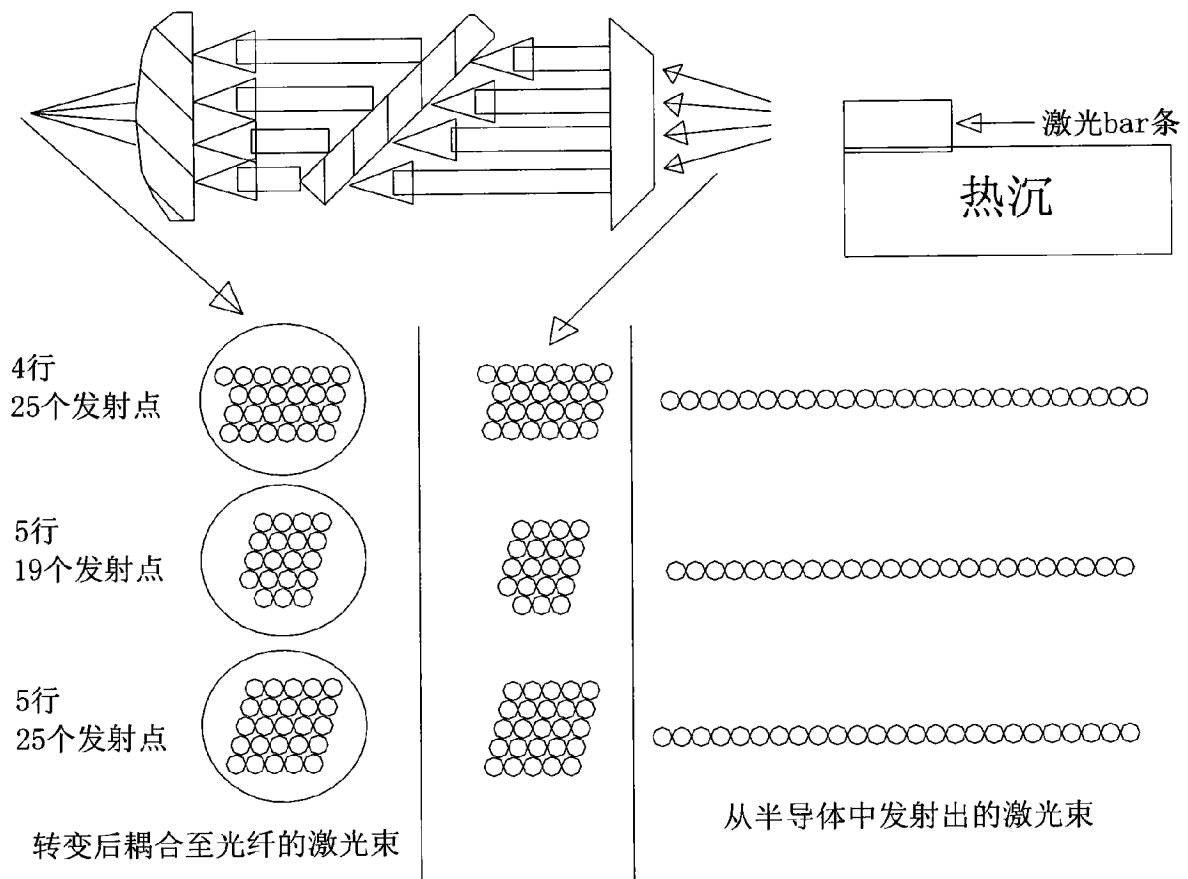 激光bar条
热沉
4行
25个发射点
5行
19个发射点
5行
25个发射点
转变后耦合至光纤的激光束
从半导体中发射出的激光束